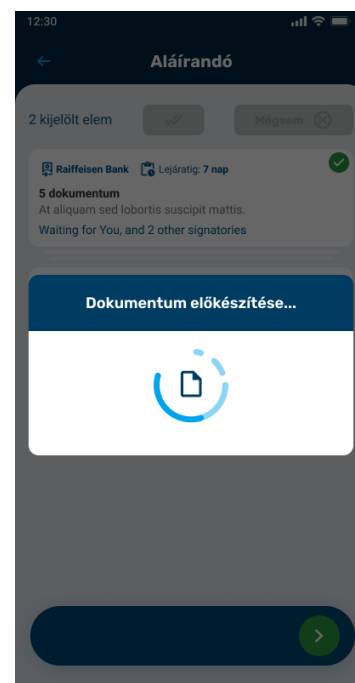 12:30
Aláírandó
2 kijelölt elem
Mégsem
Raiffeisen Bank Lejáratig: 7 nap
5 dokumentum
At aliquam sed lobortis suscipit mattis.
Waiting for You, and 2 other signatories
Dokumentum előkészítése...